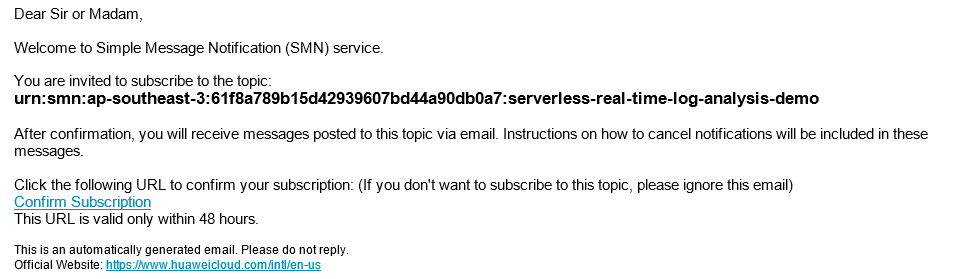 Dear Sir or Madam,
Welcome to Simple Message Notification (SMN) service.
You are invited to subscribe to the topic:
urn:smn:ap-southeast-3:61f8a789b15d42939607bd44a90db0a7:serverless-real-time-log-analysis-demo
After confirmation, you will receive messages posted to this topic via email. Instructions on how to cancel notifications will be included in these
messages.
Click the following URL to confirm your subscription: (If you don't want to subscribe to this topic, please ignore this email)
Confirm Subscription
This URL is valid only within 48 hours.
This is an automatically generated email. Please do not reply.
Official Website: https://www.huaweicloud.com/intl/en-us